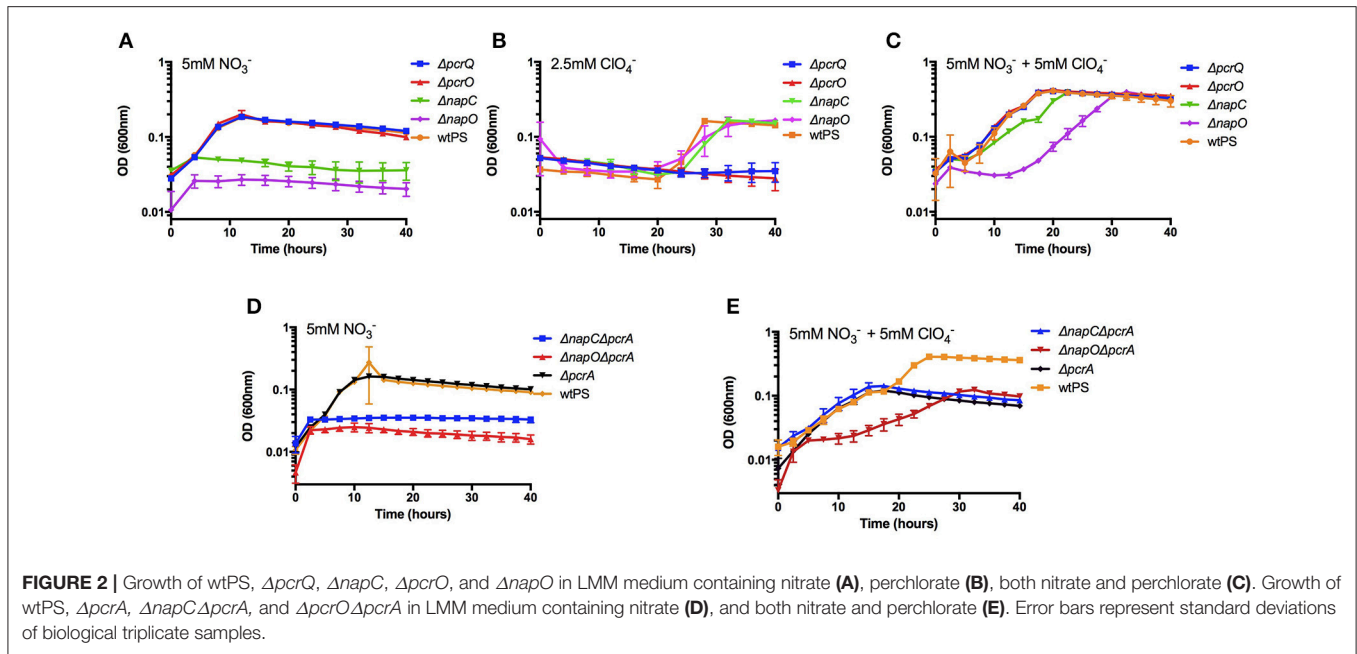 A
5mM NO₃⁻
ΔpcrQ
ΔpcrO
ΔnapC
ΔnapO
wtPS
OD (600nm)
1
0.1
0.01
0 10 20 30 40
Time (hours)
B
2.5mM ClO₄⁻
ΔpcrQ
ΔpcrO
ΔnapC
ΔnapO
wtPS
OD (600nm)
1
0.1
0.01
0 10 20 30 40
Time (hours)
C
5mM NO₃⁻ + 5mM ClO₄⁻
ΔpcrQ
ΔpcrO
ΔnapC
ΔnapO
wtPS
OD (600nm)
1
0.1
0.01
0 10 20 30 40
Time (hours)
D
5mM NO₃⁻
ΔnapCΔpcrA
ΔnapOΔpcrA
ΔpcrA
wtPS
OD (600nm)
1
0.1
0.01
0 10 20 30 40
Time (hours)
E
5mM NO₃⁻ + 5mM ClO₄⁻
ΔnapCΔpcrA
ΔnapOΔpcrA
ΔpcrA
wtPS
OD (600nm)
1
0.1
0.01
0 10 20 30 40
Time (hours)
FIGURE 2 | Growth of wtPS, ΔpcrQ, ΔnapC, ΔpcrO, and ΔnapO in LMM medium containing nitrate (A), perchlorate (B), both nitrate and perchlorate (C). Growth of
wtPS, ΔpcrA, ΔnapCΔpcrA, and ΔpcrOΔpcrA in LMM medium containing nitrate (D), and both nitrate and perchlorate (E). Error bars represent standard deviations
of biological triplicate samples.